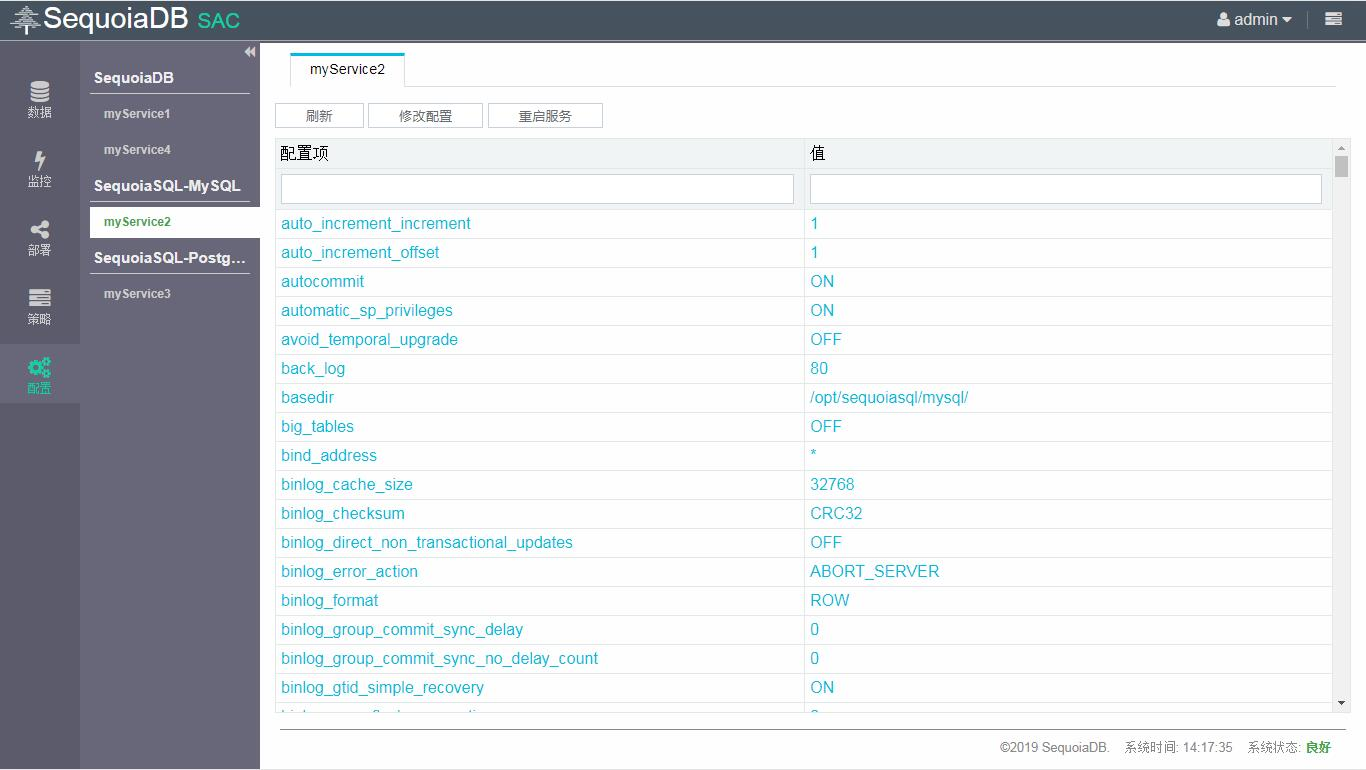 SequoiaDB SAC
admin
数据
监控
部署
策略
配置
SequoiaDB
myService1
myService4
SequoiaSQL-MySQL
myService2
SequoiaSQL-Postg...
myService3
myService2
刷新 修改配置 重启服务
配置项 值
auto_increment_increment 1
auto_increment_offset 1
autocommit ON
automatic_sp_privileges ON
avoid_temporal_upgrade OFF
back_log 80
basedir /opt/sequoiasql/mysql/
big_tables OFF
bind_address *
binlog_cache_size 32768
binlog_checksum CRC32
binlog_direct_non_transactional_updates OFF
binlog_error_action ABORT_SERVER
binlog_format ROW
binlog_group_commit_sync_delay 0
binlog_group_commit_sync_no_delay_count 0
binlog_gtid_simple_recovery ON
©2019 SequoiaDB. 系统时间: 14:17:35 系统状态: 良好